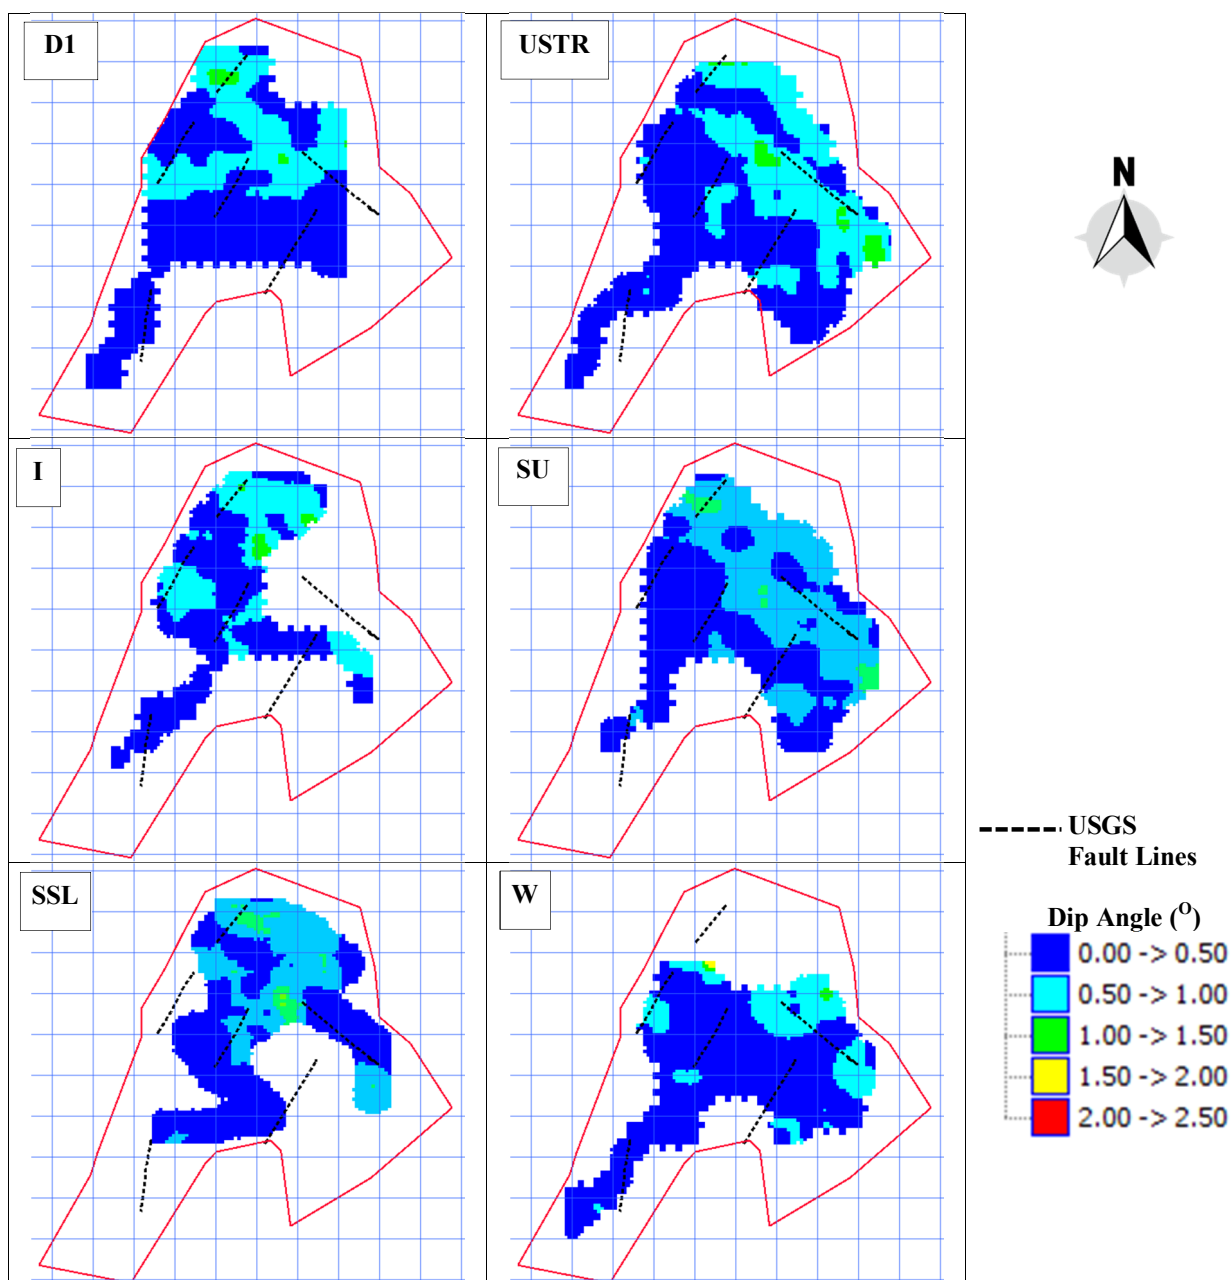 D1
USTR
N
I
SU
USGS
Fault Lines
SSL
W
Dip Angle (O)
0.00 -> 0.50
0.50 -> 1.00
1.00 -> 1.50
1.50 -> 2.00
2.00 -> 2.50